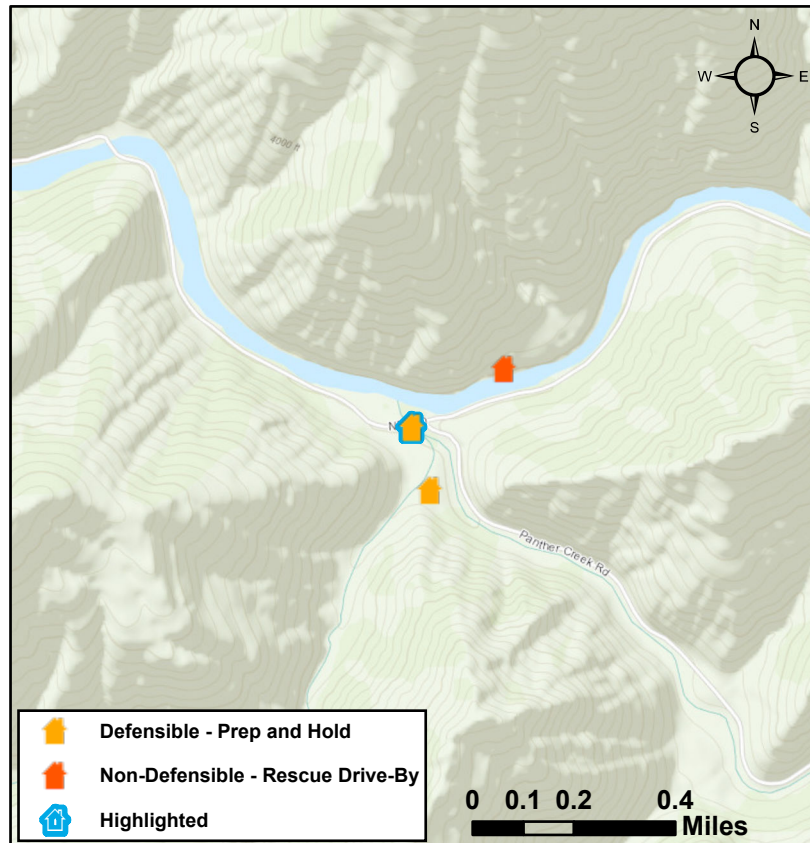 N
W E
S
4000 ft
N
Panther Creek Rd
Defensible - Prep and Hold
Non-Defensible - Rescue Drive-By
Highlighted
0 0.1 0.2 0.4
Miles